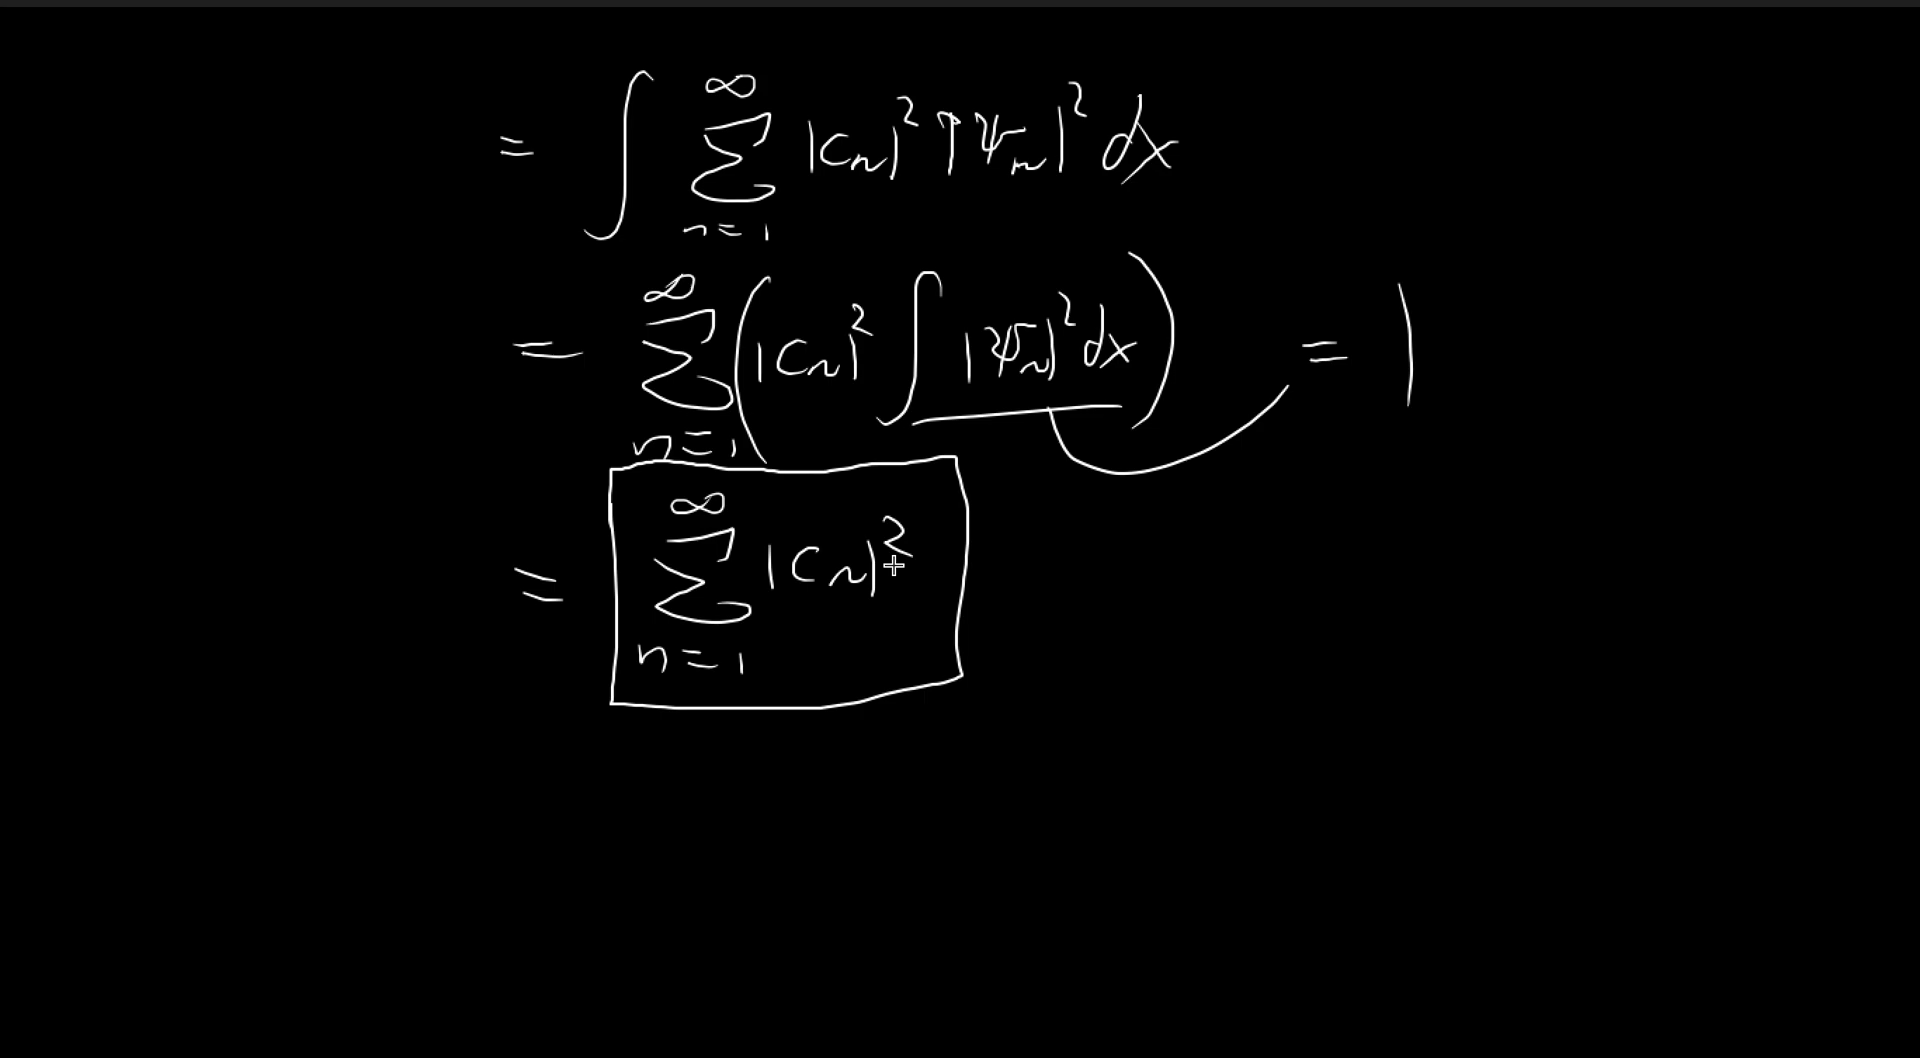 = ∫ ∑_{n=1}^{∞} |c_n|² |ψ_n|² dx
= ∑_{n=1}^{∞} ( |c_n|² ∫ |ψ_n|² dx ) = 1
= ∑_{n=1}^{∞} |c_n|²